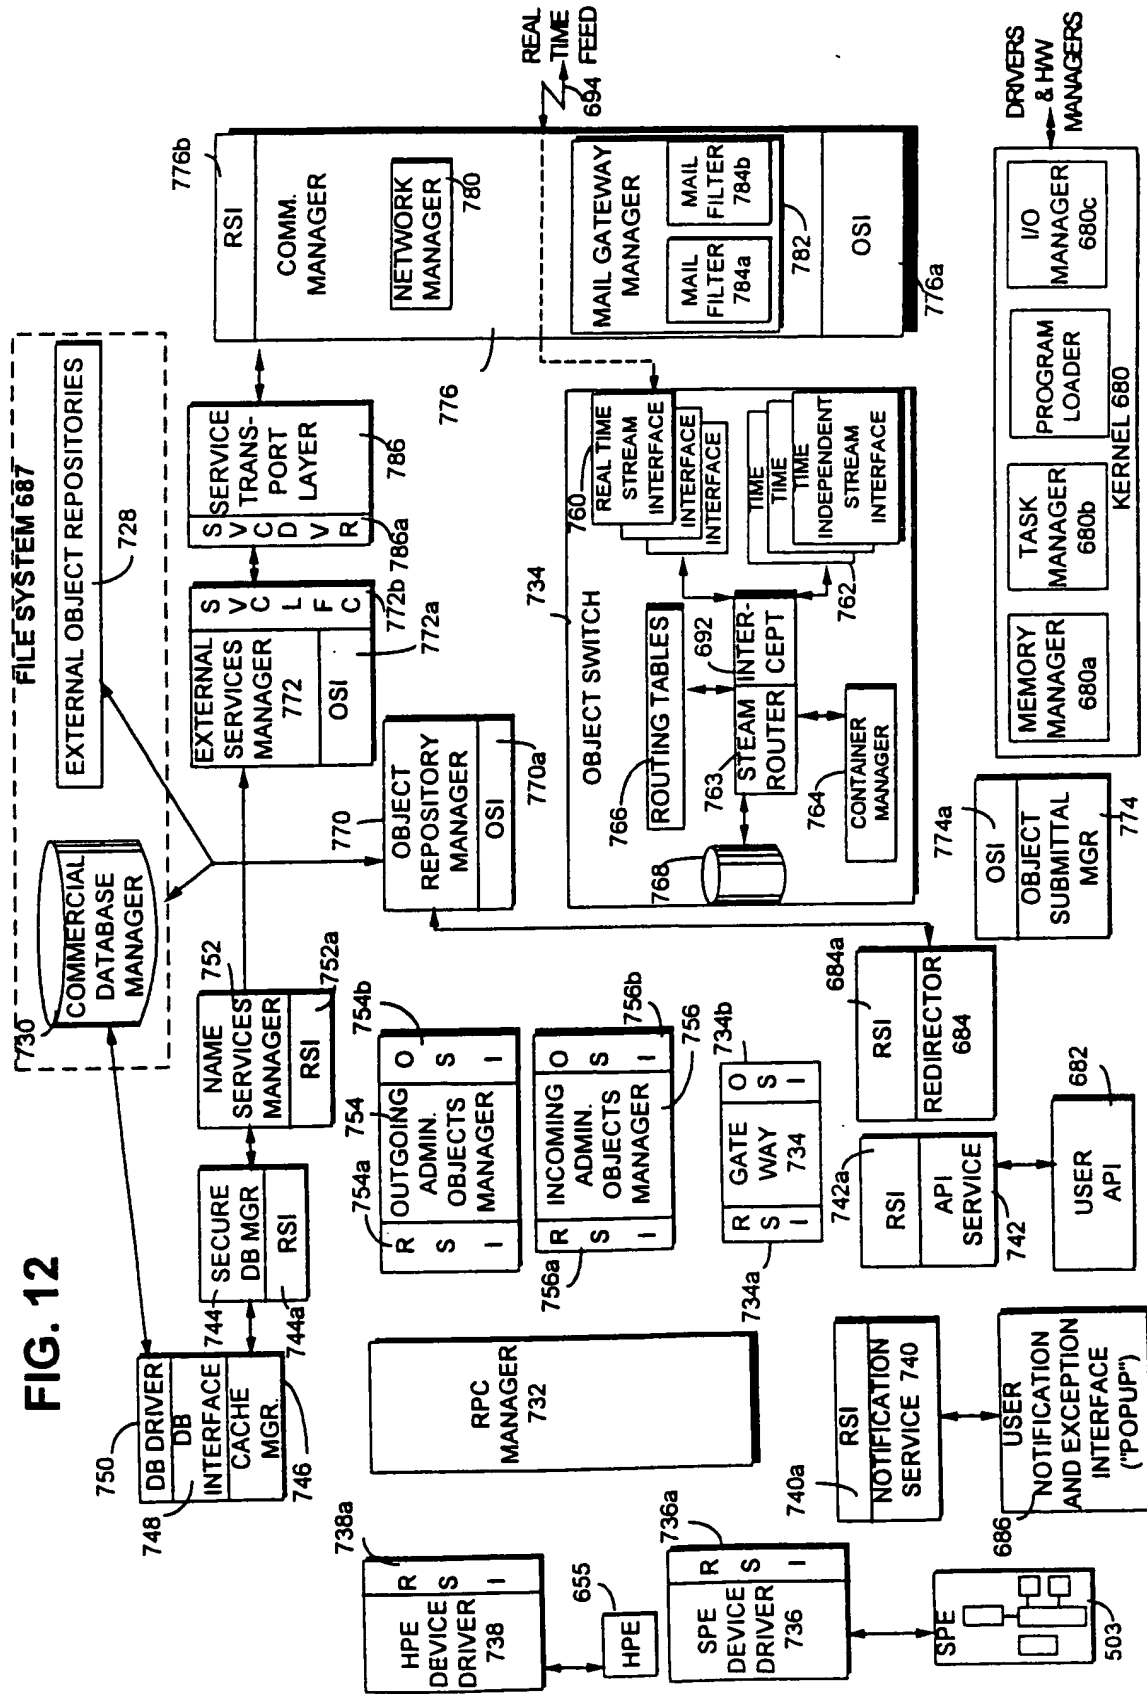 FIG. 12
FILE SYSTEM 687
730
COMMERCIAL
DATABASE
MANAGER
EXTERNAL OBJECT REPOSITORIES
728
750
DB DRIVER
DB
INTERFACE
CACHE
MGR.
748
746
744
SECURE
DB MGR
RSI
744a
752
NAME
SERVICES
MANAGER
RSI
752a
EXTERNAL
SERVICES
MANAGER
772
OSI
S
V
C
L
F
C
772b
772a
S
V
C
D
V
R
SERVICE
TRANS-
PORT
LAYER
786
786a
776b
RSI
COMM.
MANAGER
NETWORK
MANAGER
780
776
MAIL GATEWAY
MANAGER
MAIL
FILTER
784a
MAIL
FILTER
784b
782
OSI
776a
REAL
TIME
FEED
694
738a
HPE
DEVICE
DRIVER
738
R
S
I
655
HPE
RPC
MANAGER
732
754a
754
754b
R
S
I
OUTGOING
ADMIN.
OBJECTS
MANAGER
O
S
I
770
OBJECT
REPOSITORY
MANAGER
OSI
770a
756a
R
S
I
INCOMING
ADMIN.
OBJECTS
MANAGER
O
S
I
756b
756
736a
SPE
DEVICE
DRIVER
736
R
S
I
734a
R
S
I
GATE
WAY
734
O
S
I
734b
734
OBJECT SWITCH
766
ROUTING TABLES
763
692
STEAM
ROUTER
INTER-
CEPT
764
CONTAINER
MANAGER
768
760
REAL TIME
STREAM
INTERFACE
INTERFACE
INTERFACE
TIME
TIME
TIME
INDEPENDENT
STREAM
INTERFACE
762
SPE
503
740a
RSI
NOTIFICATION
SERVICE 740
686
USER
NOTIFICATION
AND EXCEPTION
INTERFACE
("POPUP")
742a
RSI
API
SERVICE
742
USER
API
682
684a
RSI
REDIRECTOR
684
774a
OSI
OBJECT
SUBMITTAL
MGR
774
MEMORY
MANAGER
680a
TASK
MANAGER
680b
PROGRAM
LOADER
I/O
MANAGER
680c
KERNEL 680
DRIVERS
& H/W
MANAGERS